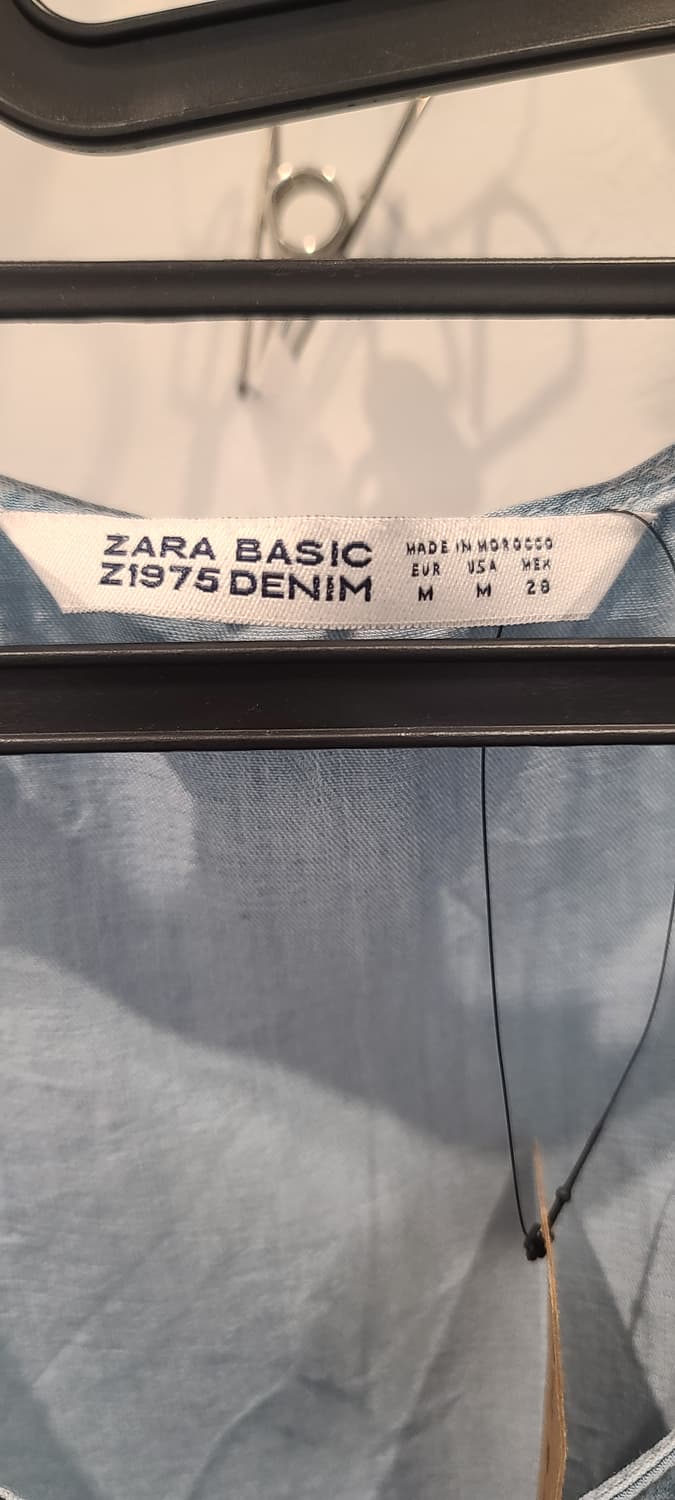 ZARA BASIC
Z1975 DENIM
MADE IN MOROCCO
EUR USA MEX
M M 28